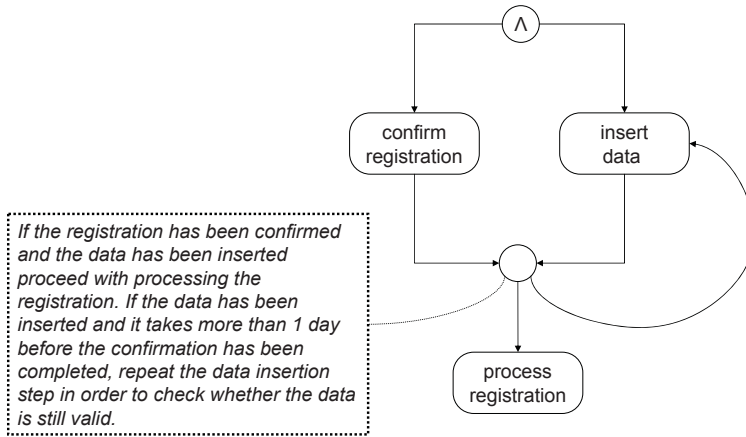 Λ
confirm
registration
insert
data
If the registration has been confirmed
and the data has been inserted
proceed with processing the
registration. If the data has been
inserted and it takes more than 1 day
before the confirmation has been
completed, repeat the data insertion
step in order to check whether the data
is still valid.
process
registration